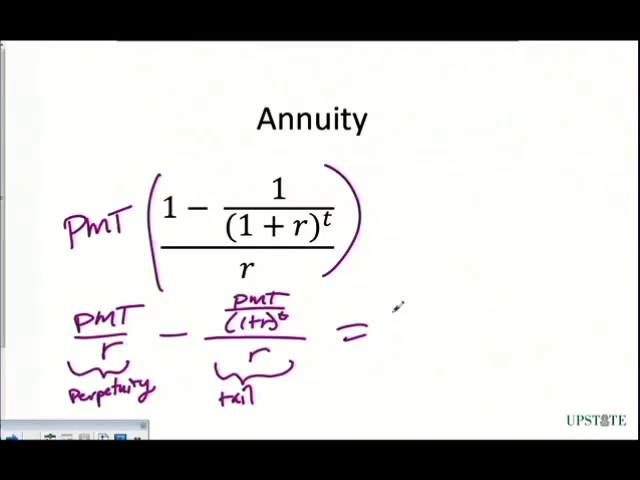 Annuity
PMT ( (1 − 1/(1 + r)^t) / r )
PMT/r − (PMT/(1+r)^t)/r =
Perpetuity tail
UPSTATE